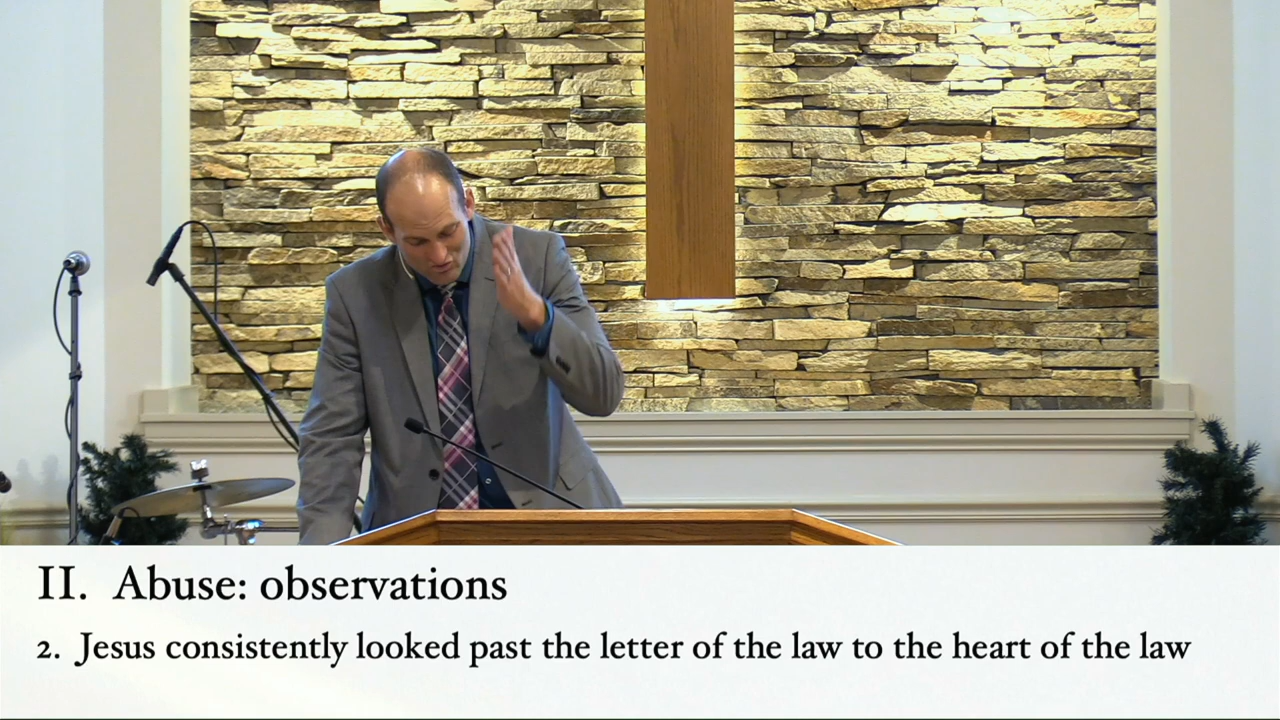 II. Abuse: observations
2. Jesus consistently looked past the letter of the law to the heart of the law